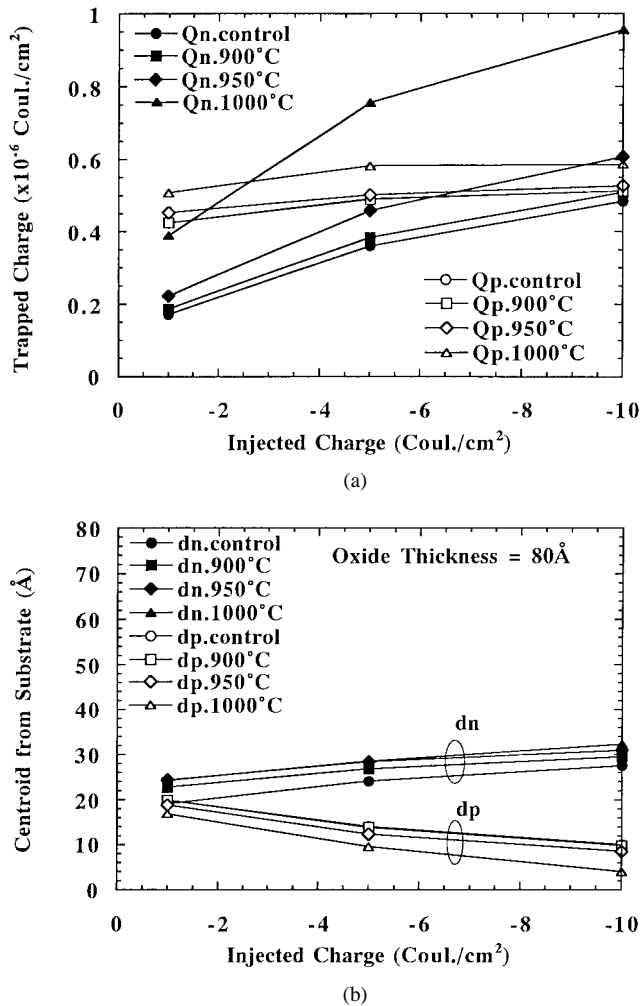 (a)
1
0.8
0.6
0.4
0.2
0
Trapped Charge (x10⁻⁶ Coul./cm²)
Qn.control
Qn.900°C
Qn.950°C
Qn.1000°C
Qp.control
Qp.900°C
Qp.950°C
Qp.1000°C
0 -2 -4 -6 -8 -10
Injected Charge (Coul./cm²)
(a)
80
70
60
50
40
30
20
10
0
Centroid from Substrate (Å)
dn.control
dn.900°C
dn.950°C
dn.1000°C
dp.control
dp.900°C
dp.950°C
dp.1000°C
Oxide Thickness = 80Å
dn
dp
0 -2 -4 -6 -8 -10
Injected Charge (Coul./cm²)
(b)